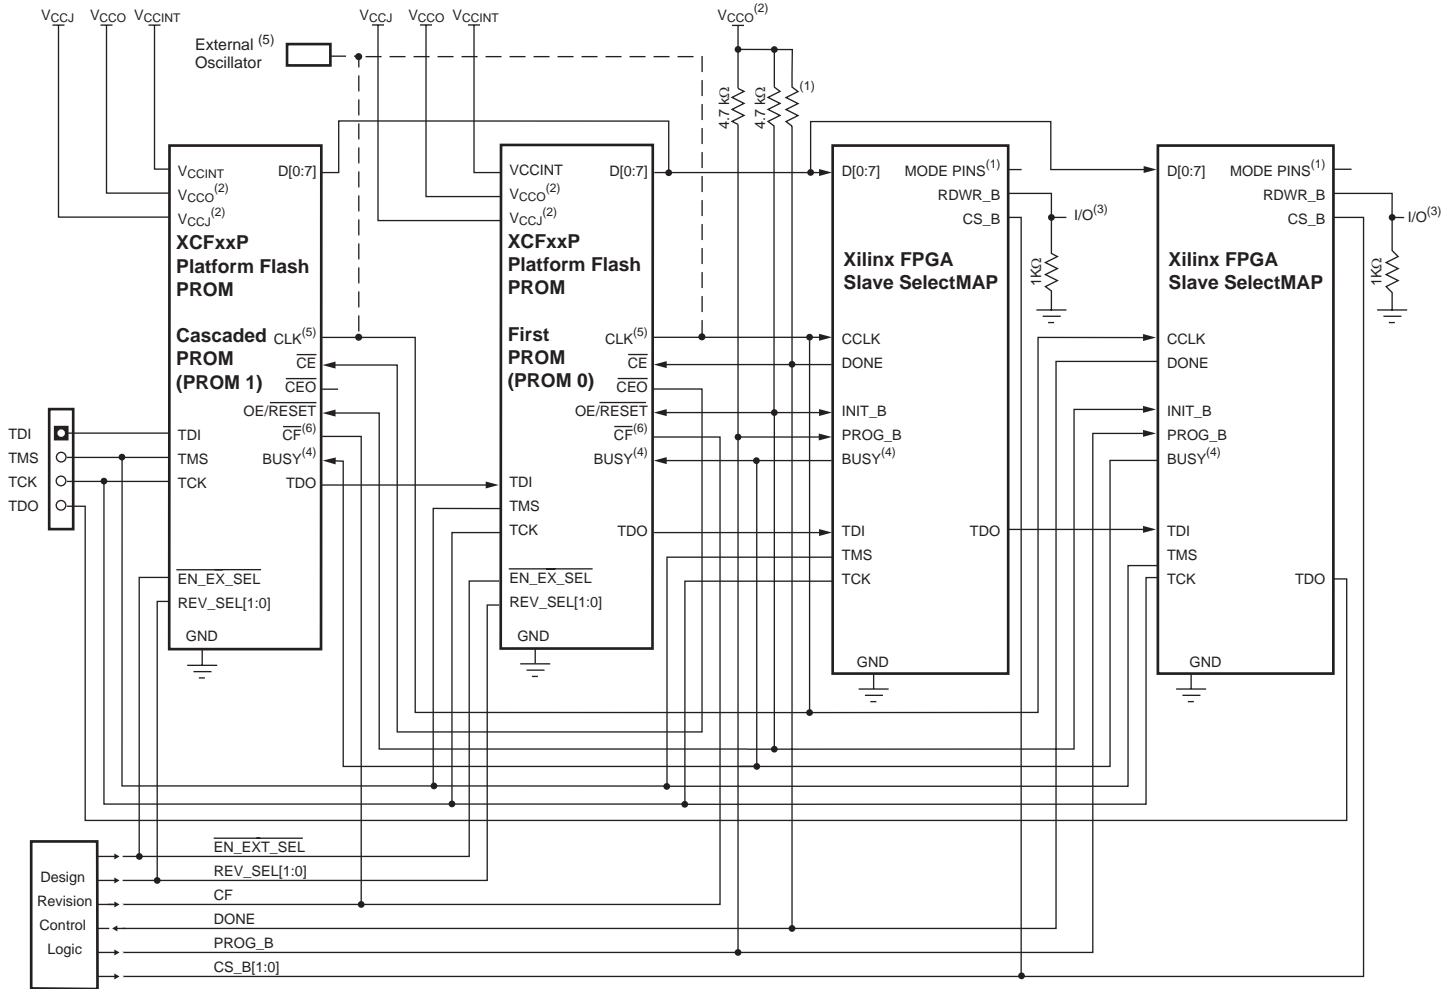 VCCJ VCCO VCCINT
VCCJ VCCO VCCINT
VCCO(2)
External (5)
Oscillator
4.7 kΩ
4.7 kΩ
(1)
VCCINT
VCCO(2)
VCCJ(2)
D[0:7]
XCFxxP
Platform Flash
PROM
Cascaded
PROM
(PROM 1)
CLK(5)
CE
CEO
OE/RESET
CF(6)
BUSY(4)
TDO
TDI
TMS
TCK
EN_EX_SEL
REV_SEL[1:0]
GND
TDI
TMS
TCK
TDO
VCCINT
VCCO(2)
VCCJ(2)
D[0:7]
XCFxxP
Platform Flash
PROM
First
PROM
(PROM 0)
CLK(5)
CE
CEO
OE/RESET
CF(6)
BUSY(4)
TDI
TMS
TCK
TDO
EN_EX_SEL
REV_SEL[1:0]
GND
D[0:7]
MODE PINS(1)
RDWR_B
CS_B
I/O(3)
1KΩ
Xilinx FPGA
Slave SelectMAP
CCLK
DONE
INIT_B
PROG_B
BUSY(4)
TDI
TMS
TCK
TDO
GND
D[0:7]
MODE PINS(1)
RDWR_B
CS_B
I/O(3)
1KΩ
Xilinx FPGA
Slave SelectMAP
CCLK
DONE
INIT_B
PROG_B
BUSY(4)
TDI
TMS
TCK
TDO
GND
Design
Revision
Control
Logic
EN_EXT_SEL
REV_SEL[1:0]
CF
DONE
PROG_B
CS_B[1:0]